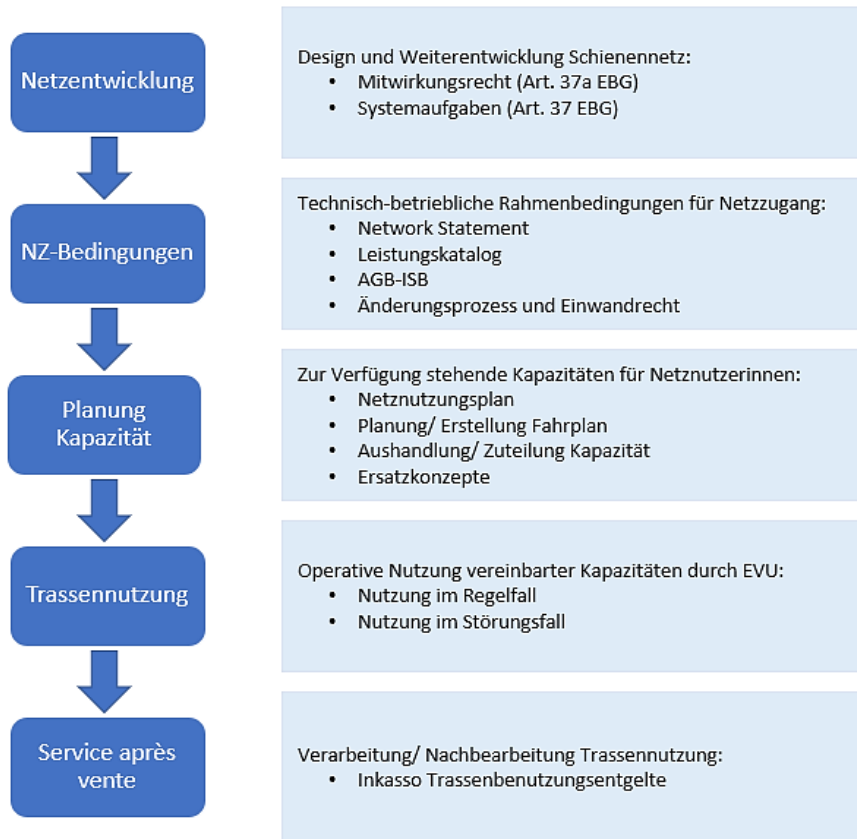 Netzentwicklung
Design und Weiterentwicklung Schienennetz:
• Mitwirkungsrecht (Art. 37a EBG)
• Systemaufgaben (Art. 37 EBG)
NZ-Bedingungen
Technisch-betriebliche Rahmenbedingungen für Netzzugang:
• Network Statement
• Leistungskatalog
• AGB-ISB
• Änderungsprozess und Einwandrecht
Planung
Kapazität
Zur Verfügung stehende Kapazitäten für Netznutzerinnen:
• Netznutzungsplan
• Planung/ Erstellung Fahrplan
• Aushandlung/ Zuteilung Kapazität
• Ersatzkonzepte
Trassennutzung
Operative Nutzung vereinbarter Kapazitäten durch EVU:
• Nutzung im Regelfall
• Nutzung im Störungsfall
Service après
vente
Verarbeitung/ Nachbearbeitung Trassennutzung:
• Inkasso Trassenbenutzungsentgelte